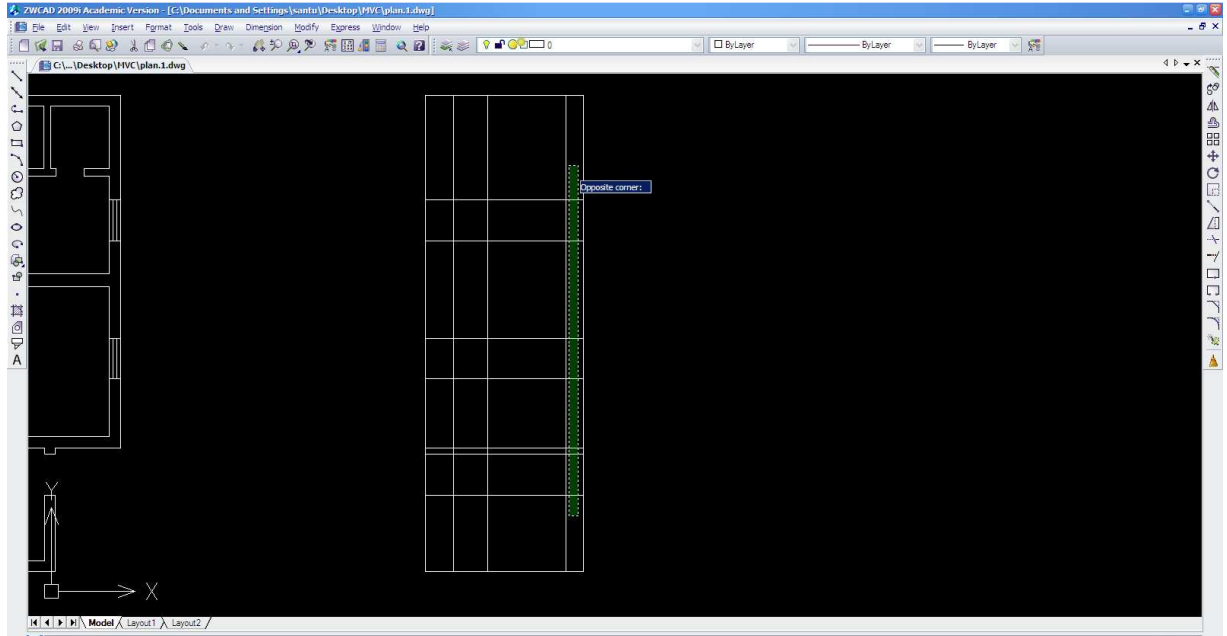 ZWCAD 2009i Academic Version - [C:\Documents and Settings\santu\Desktop\MVC\plan.1.dwg]
File Edit View Insert Format Tools Draw Dimension Modify Express Window Help
0 ByLayer ByLayer ByLayer
C:\...\Desktop\MVC\plan.1.dwg
Opposite corner:
A
Y
X
Model Layout1 Layout2